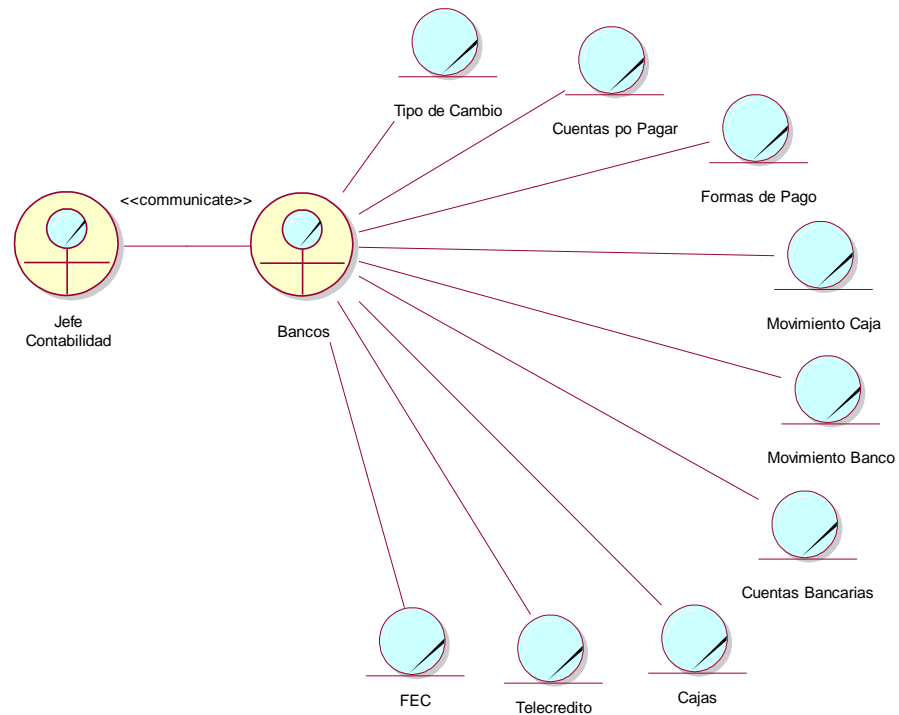 Tipo de Cambio
Cuentas po Pagar
Formas de Pago
<<communicate>>
Jefe
Contabilidad
Bancos
Movimiento Caja
Movimiento Banco
Cuentas Bancarias
FEC
Telecredito
Cajas